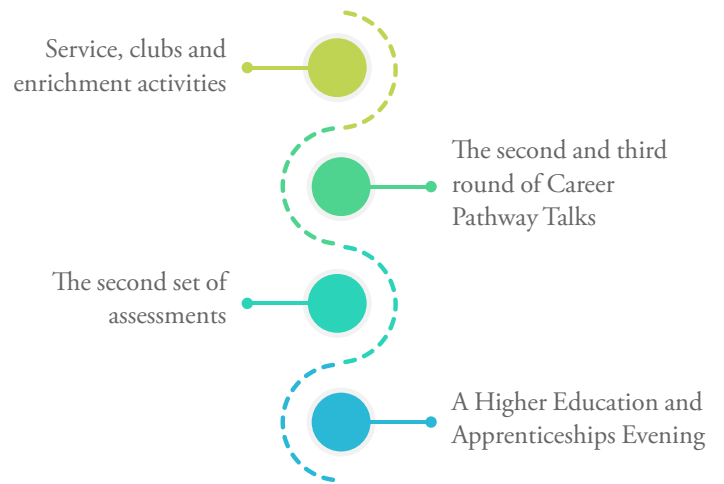 Service, clubs and
enrichment activities
The second and third
round of Career
Pathway Talks
The second set of
assessments
A Higher Education and
Apprenticeships Evening